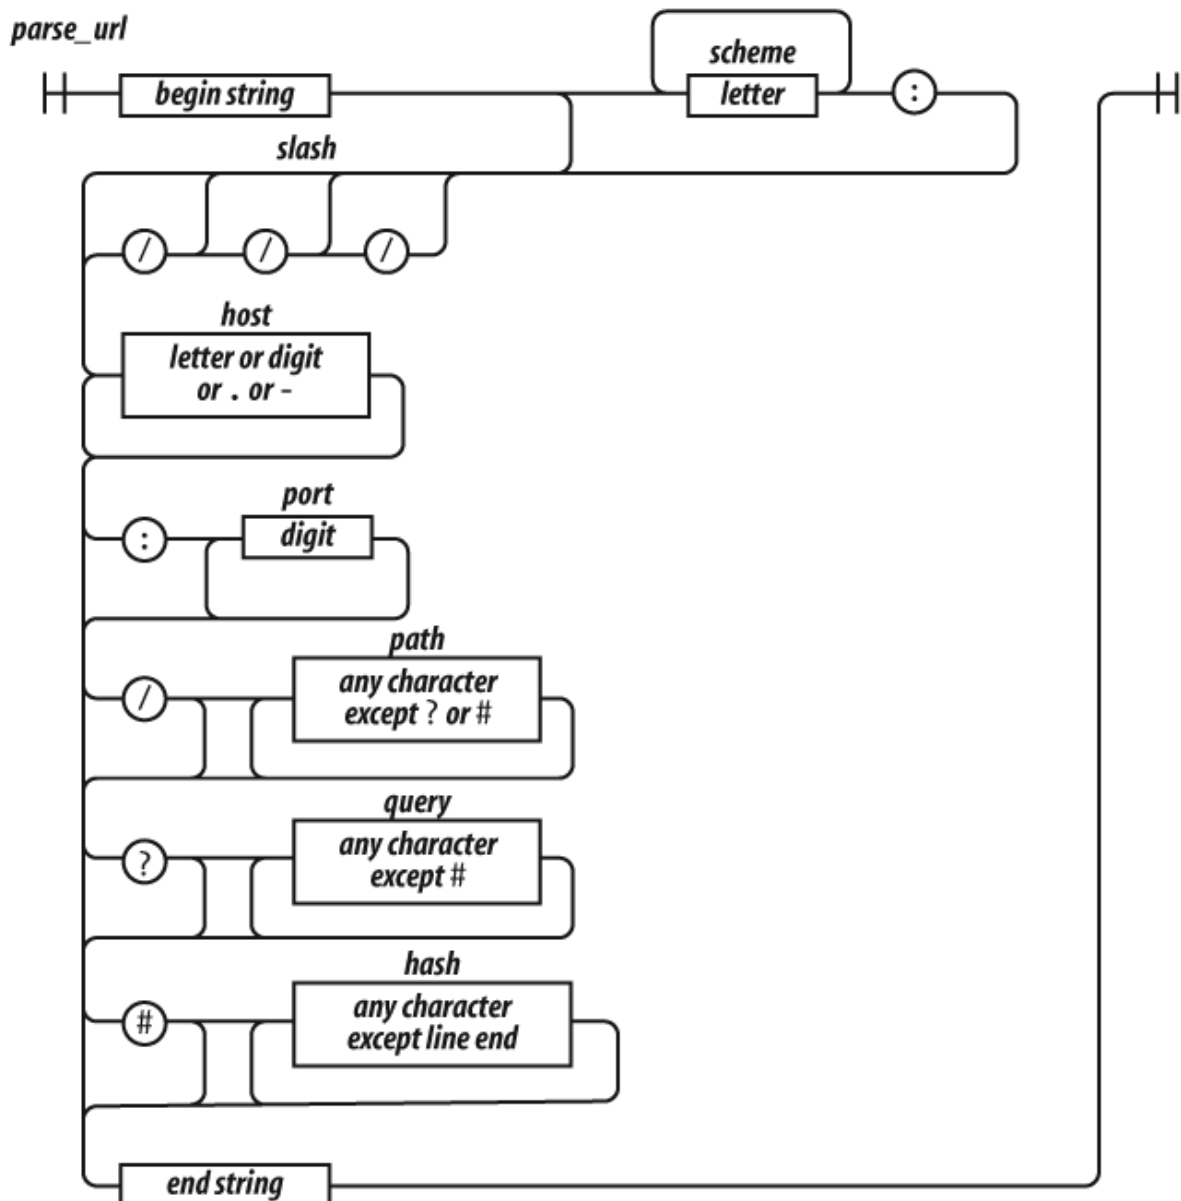 parse_url
scheme
begin string
letter
:
slash
/
/
/
host
letter or digit
or . or -
port
:
digit
path
/
any character
except ? or #
query
?
any character
except #
hash
#
any character
except line end
end string